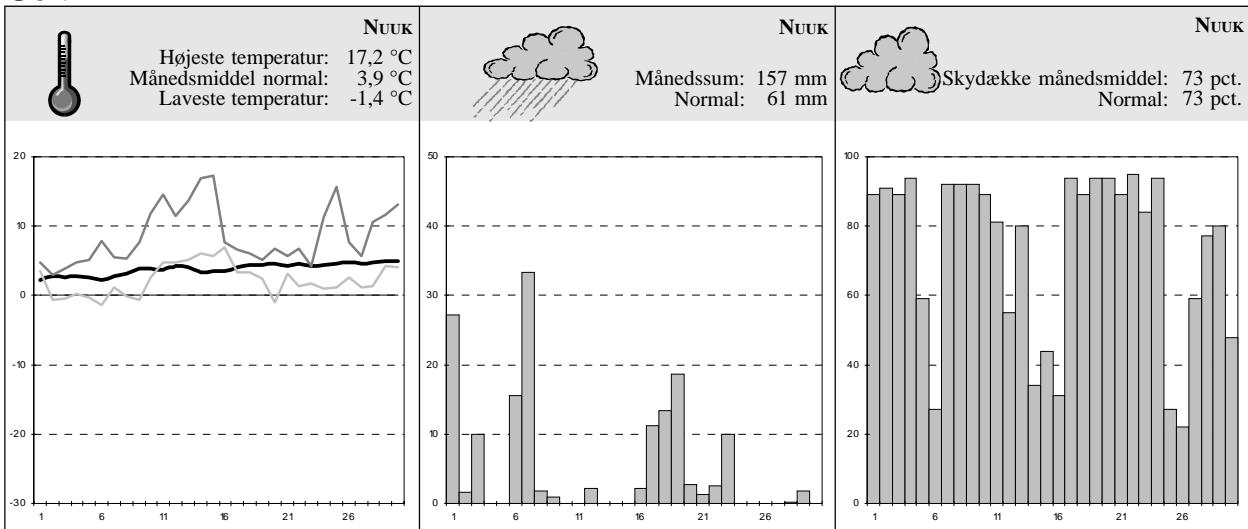 NUUK
Højeste temperatur: 17,2 °C
Månedsmiddel normal: 3,9 °C
Laveste temperatur: -1,4 °C
20
10
0
-10
-20
-30
1 6 11 16 21 26
NUUK
Månedssum: 157 mm
Normal: 61 mm
50
40
30
20
10
0
1 6 11 16 21 26
NUUK
Skydække månedsmiddel: 73 pct.
Normal: 73 pct.
100
80
60
40
20
0
1 6 11 16 21 26